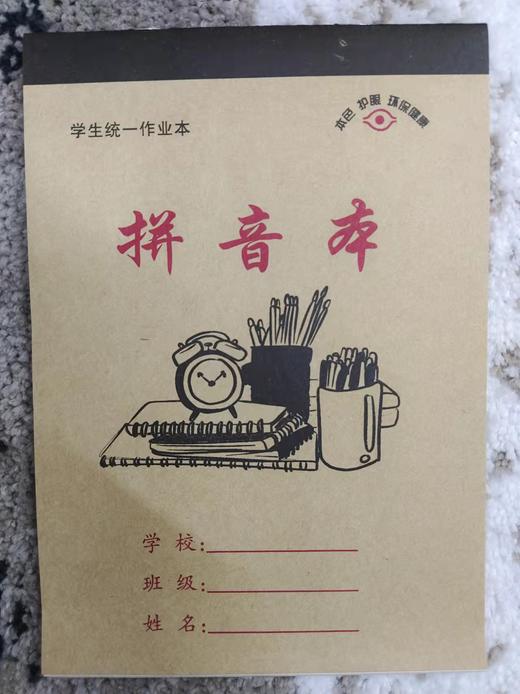 学生统一作业本
本色 护眼 环保健康
拼音本
学校:
班级:
姓名: